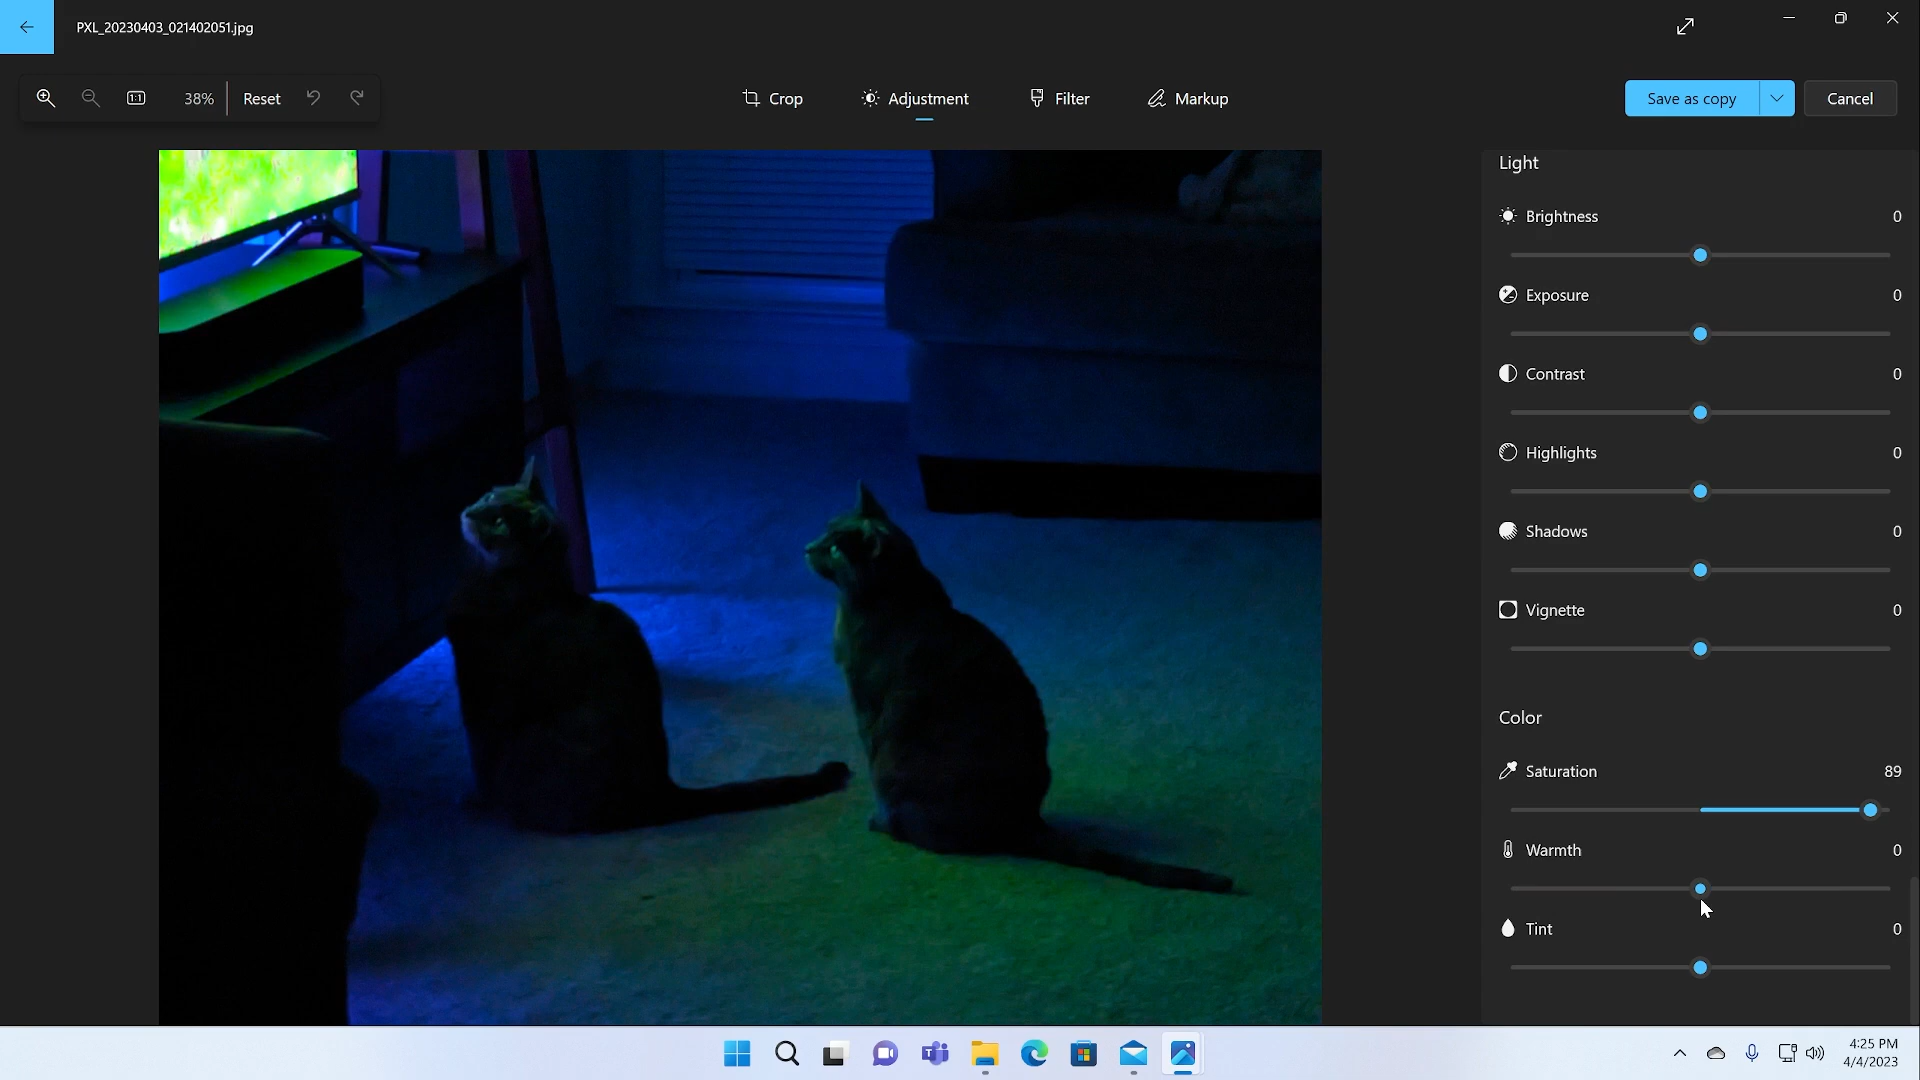 PXL_20230403_021402051.jpg
1:1
38%
Reset
Crop
Adjustment
Filter
Markup
Save as copy
Cancel
Light
Brightness 0
Exposure 0
Contrast 0
Highlights 0
Shadows 0
Vignette 0
Color
Saturation 89
Warmth 0
Tint 0
4:25 PM
4/4/2023